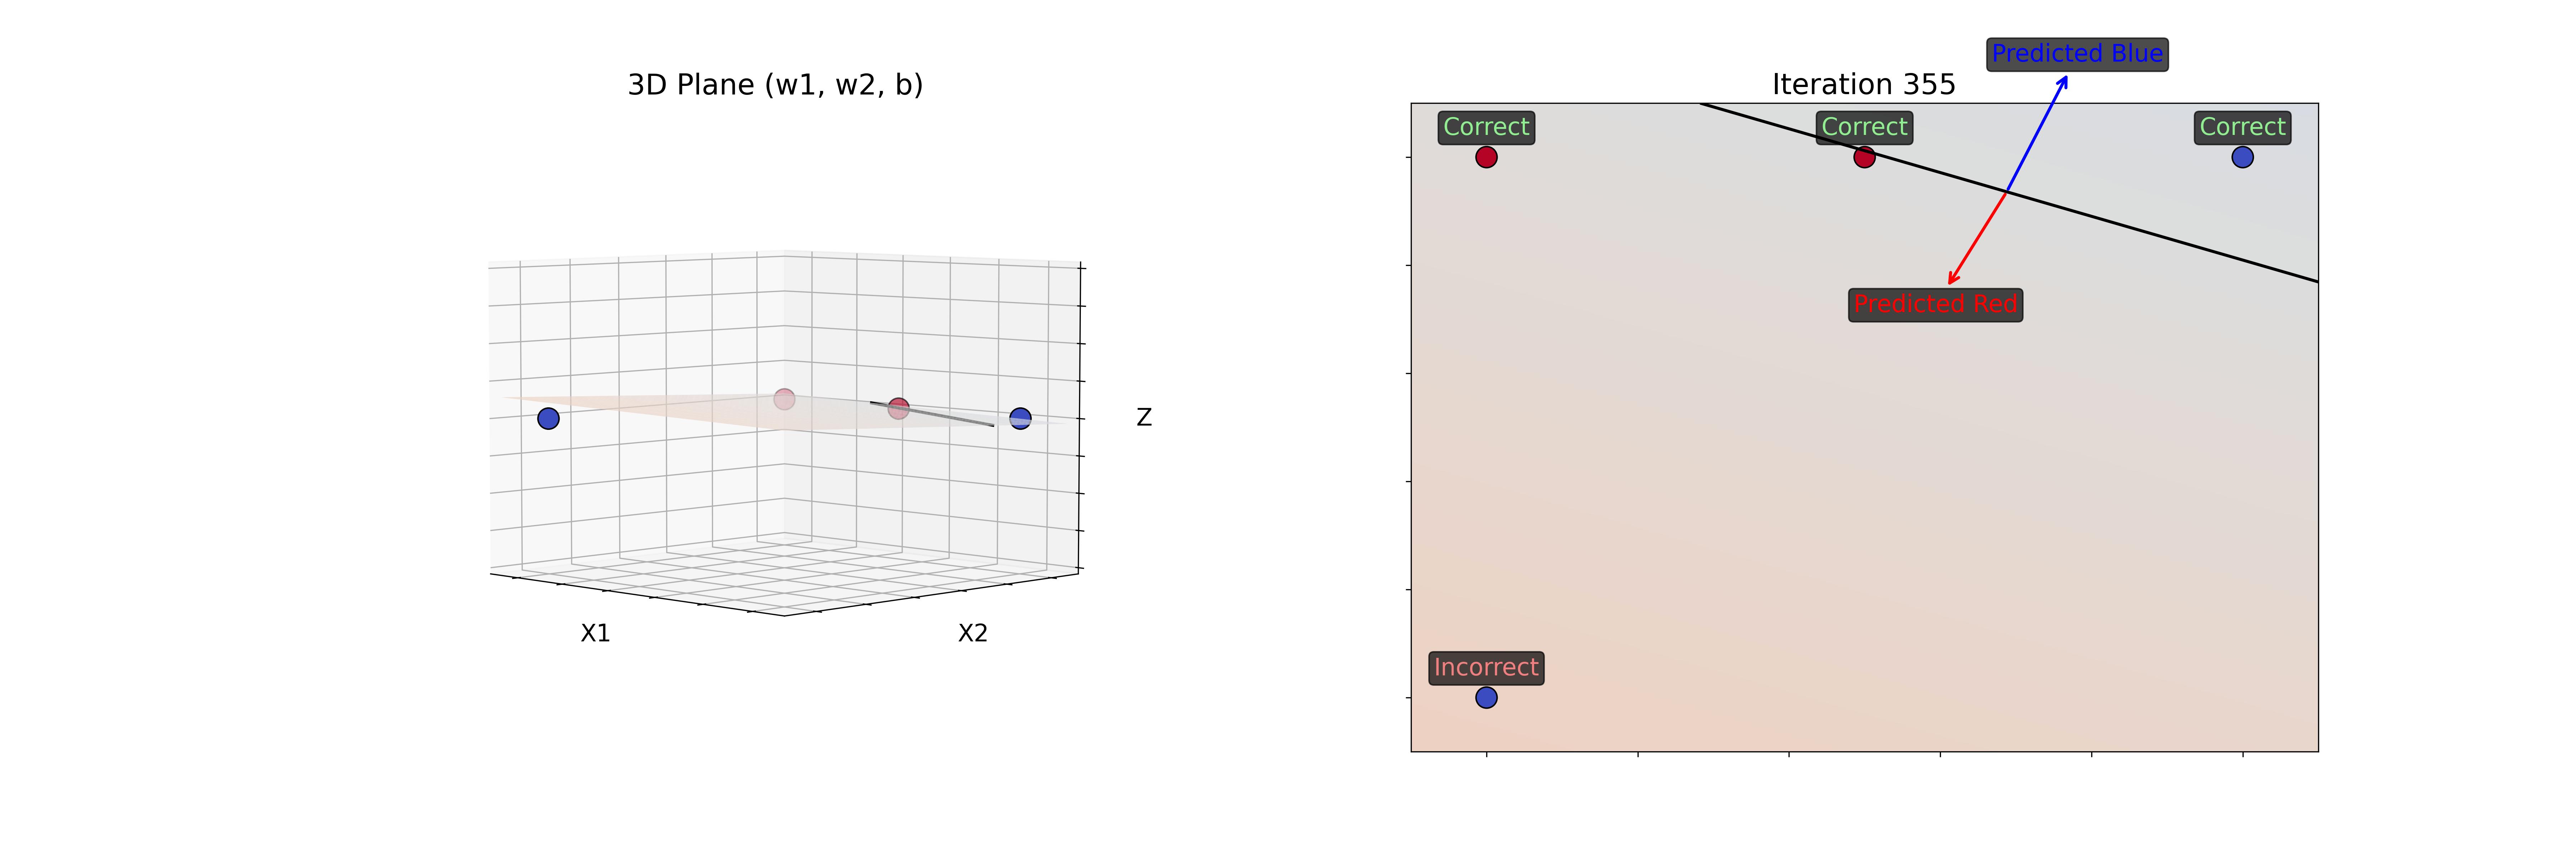 3D Plane (w1, w2, b)
Z
X1
X2
Predicted Blue
Iteration 355
Correct
Correct
Correct
Predicted Red
Incorrect